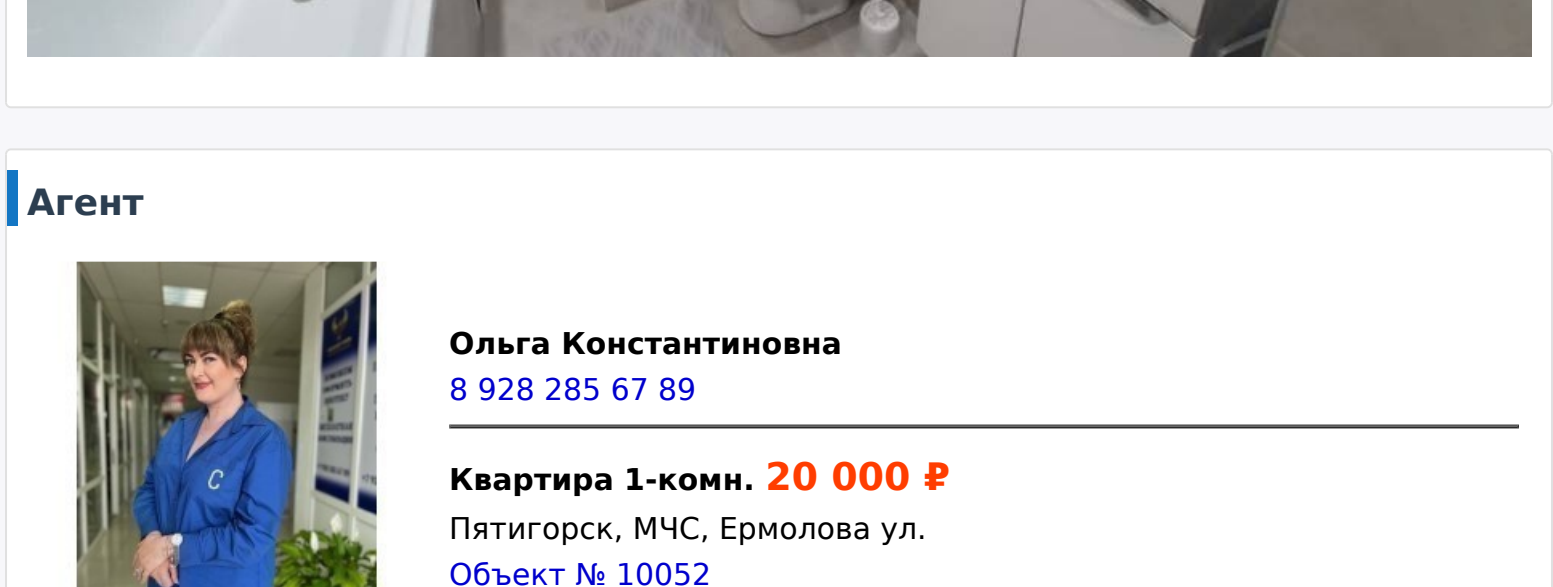 Агент
Ольга Константиновна
8 928 285 67 89
Квартира 1-комн. 20 000 ₽
Пятигорск, МЧС, Ермолова ул.
Объект № 10052
C